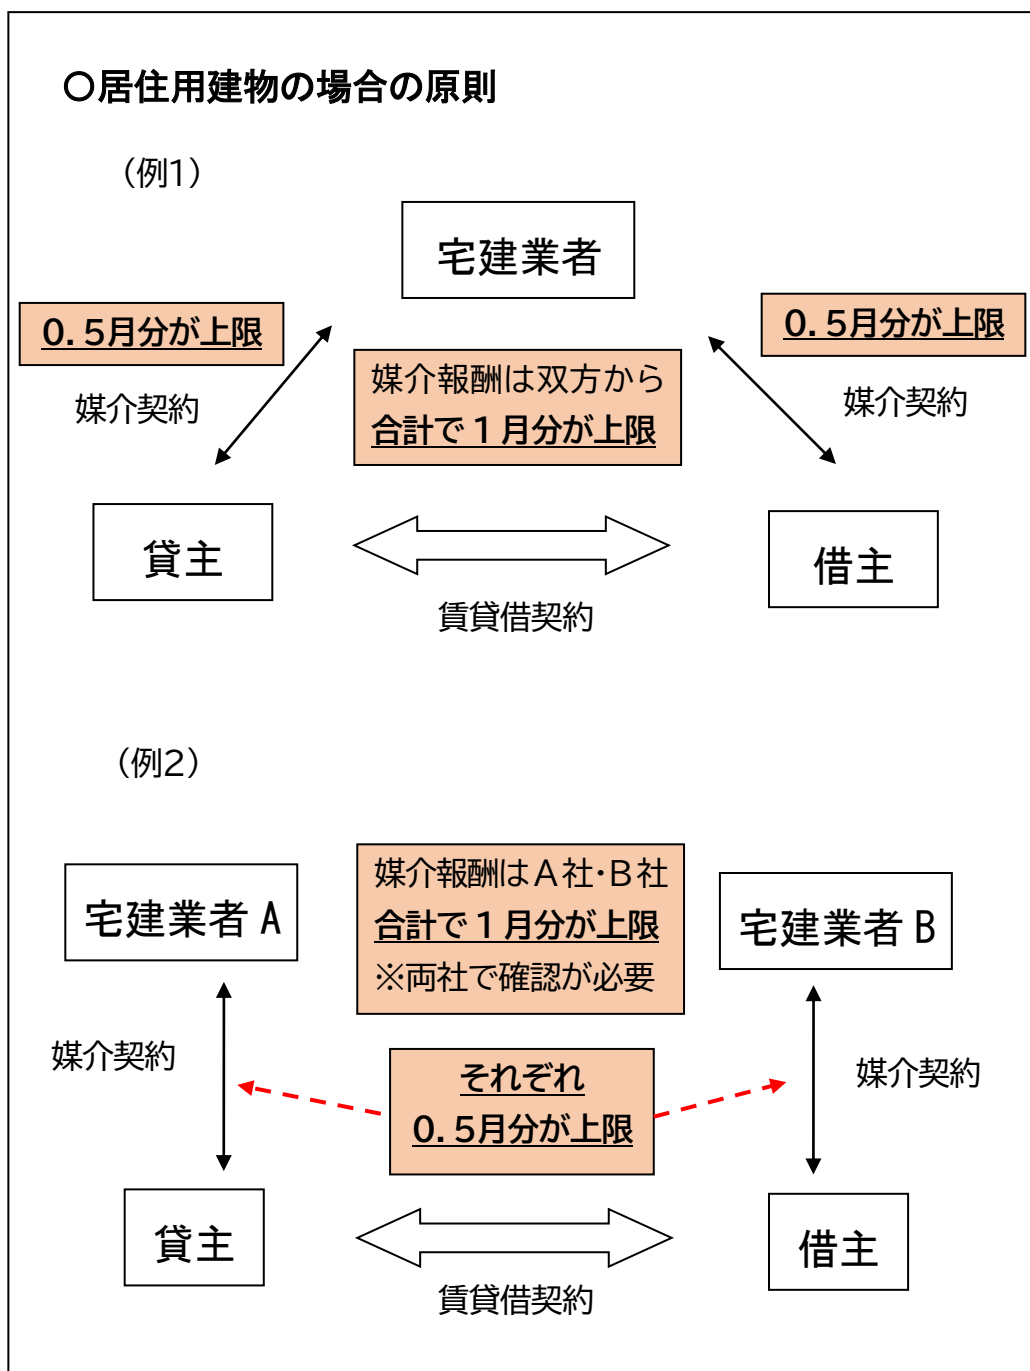 〇居住用建物の場合の原則
（例1）
宅建業者
０．５月分が上限
０．５月分が上限
媒介報酬は双方から
合計で１月分が上限
媒介契約
媒介契約
貸主
借主
賃貸借契約
（例2）
媒介報酬はＡ社・Ｂ社
合計で１月分が上限
※両社で確認が必要
宅建業者 A
宅建業者 B
媒介契約
媒介契約
それぞれ
０．５月分が上限
貸主
借主
賃貸借契約